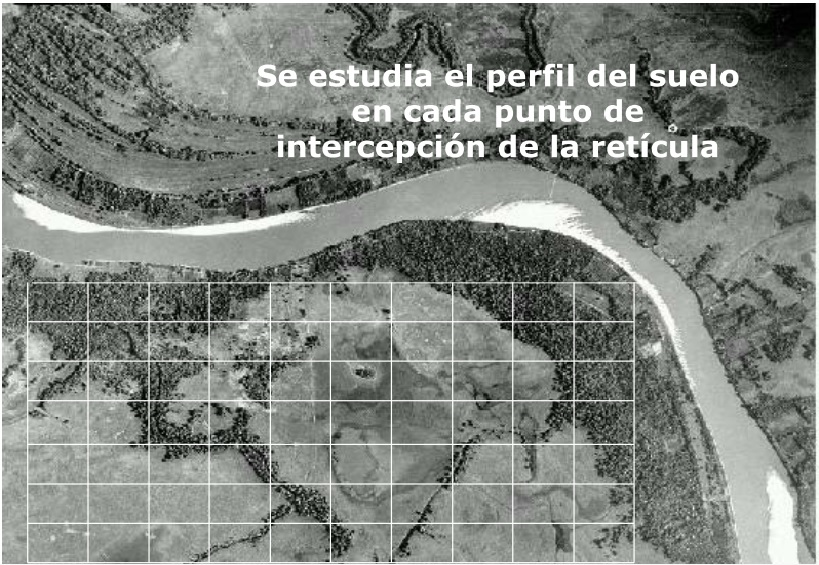 Se estudia el perfil del suelo
en cada punto de
intercepción de la retícula